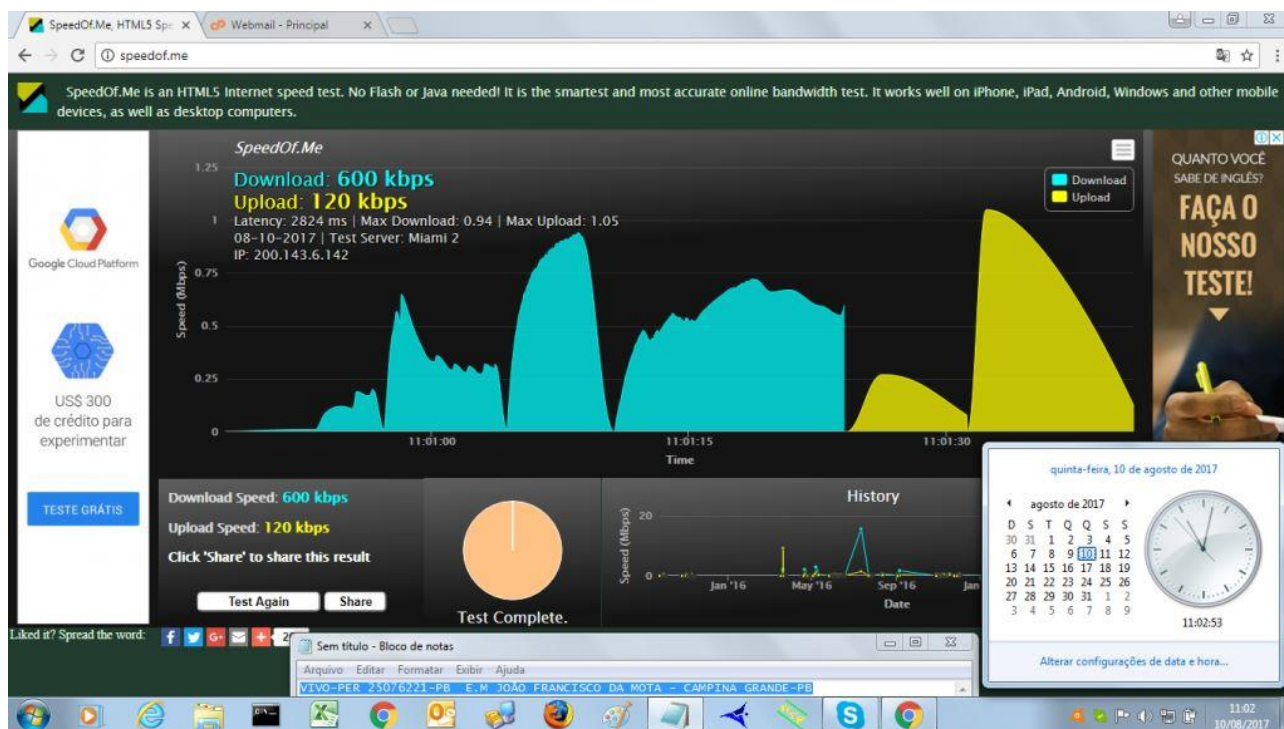 SpeedOf.Me, HTML5 Spe
Webmail - Principal
speedof.me
SpeedOf.Me is an HTML5 Internet speed test. No Flash or Java needed! It is the smartest and most accurate online bandwidth test. It works well on iPhone, iPad, Android, Windows and other mobile
devices, as well as desktop computers.
Google Cloud Platform
US$ 300
de crédito para
experimentar
TESTE GRÁTIS
SpeedOf.Me
Download: 600 kbps
Upload: 120 kbps
Latency: 2824 ms | Max Download: 0.94 | Max Upload: 1.05
08-10-2017 | Test Server: Miami 2
IP: 200.143.6.142
Download
Upload
Speed (Mbps)
1.25
1
0.75
0.5
0.25
0
11:01:00
11:01:15
11:01:30
Time
QUANTO VOCÊ
SABE DE INGLÊS?
FAÇA O
NOSSO
TESTE!
Download Speed: 600 kbps
Upload Speed: 120 kbps
Click 'Share' to share this result
Test Again
Share
Test Complete.
History
Speed (Mbps)
20
0
Jan '16
May '16
Sep '16
Jan
Date
quinta-feira, 10 de agosto de 2017
agosto de 2017
D S T Q Q S S
30 31 1 2 3 4 5
6 7 8 9 10 11 12
13 14 15 16 17 18 19
20 21 22 23 24 25 26
27 28 29 30 31 1 2
3 4 5 6 7 8 9
11:02:53
Alterar configurações de data e hora...
Liked it? Spread the word:
Sem título - Bloco de notas
Arquivo Editar Formatar Exibir Ajuda
VIVO-PER 25076221-PB E.M JOÃO FRANCISCO DA MOTA - CAMPINA GRANDE-PB
11:02
10/08/2017